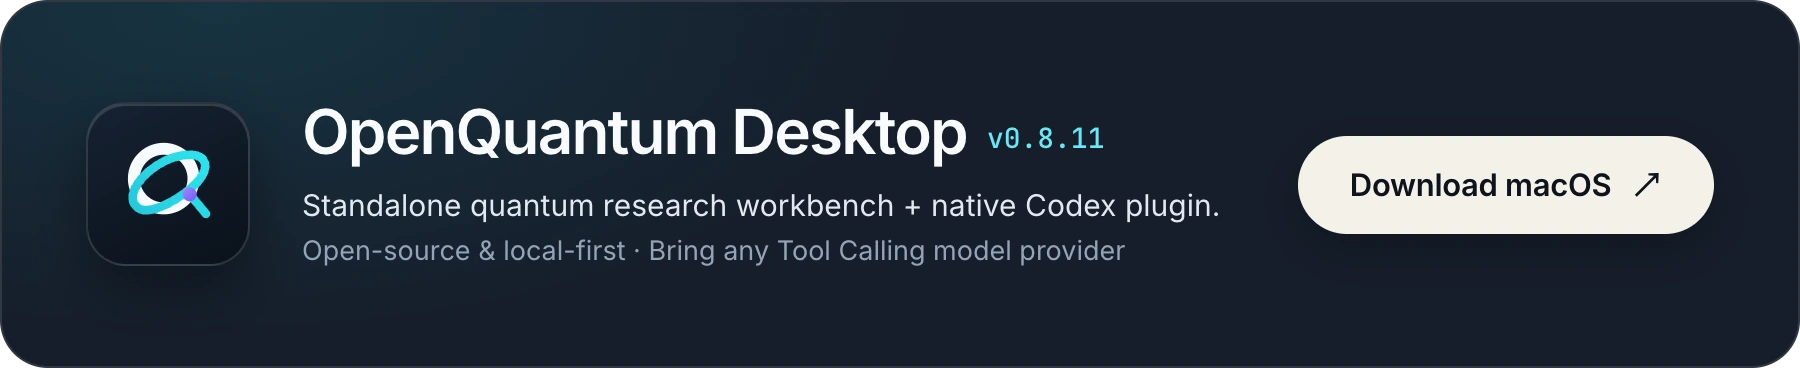 OpenQuantum Desktop v0.8.11
Standalone quantum research workbench + native Codex plugin.
Open-source & local-first · Bring any Tool Calling model provider
Download macOS ↗